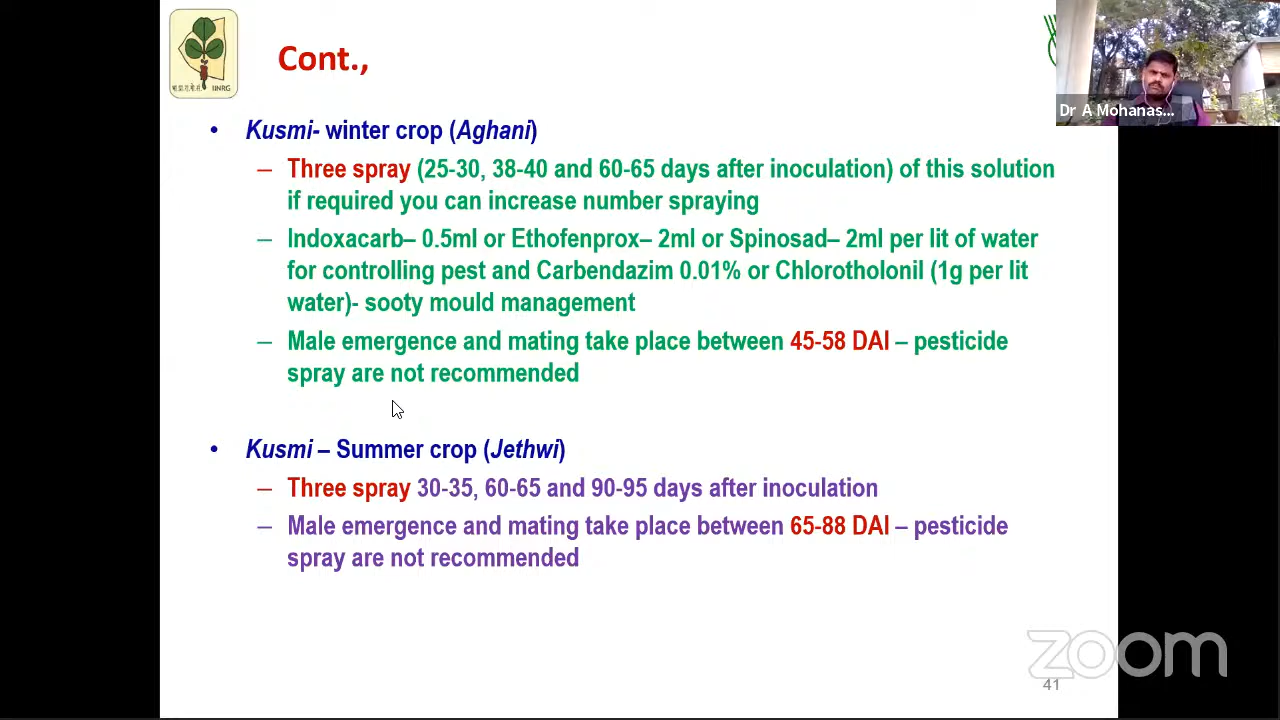 Cont.,
IINRG
Dr A Mohanas...
• Kusmi- winter crop (Aghani)
– Three spray (25-30, 38-40 and 60-65 days after inoculation) of this solution
if required you can increase number spraying
– Indoxacarb– 0.5ml or Ethofenprox– 2ml or Spinosad– 2ml per lit of water
for controlling pest and Carbendazim 0.01% or Chlorotholonil (1g per lit
water)- sooty mould management
– Male emergence and mating take place between 45-58 DAI – pesticide
spray are not recommended
• Kusmi – Summer crop (Jethwi)
– Three spray 30-35, 60-65 and 90-95 days after inoculation
– Male emergence and mating take place between 65-88 DAI – pesticide
spray are not recommended
zoom
41